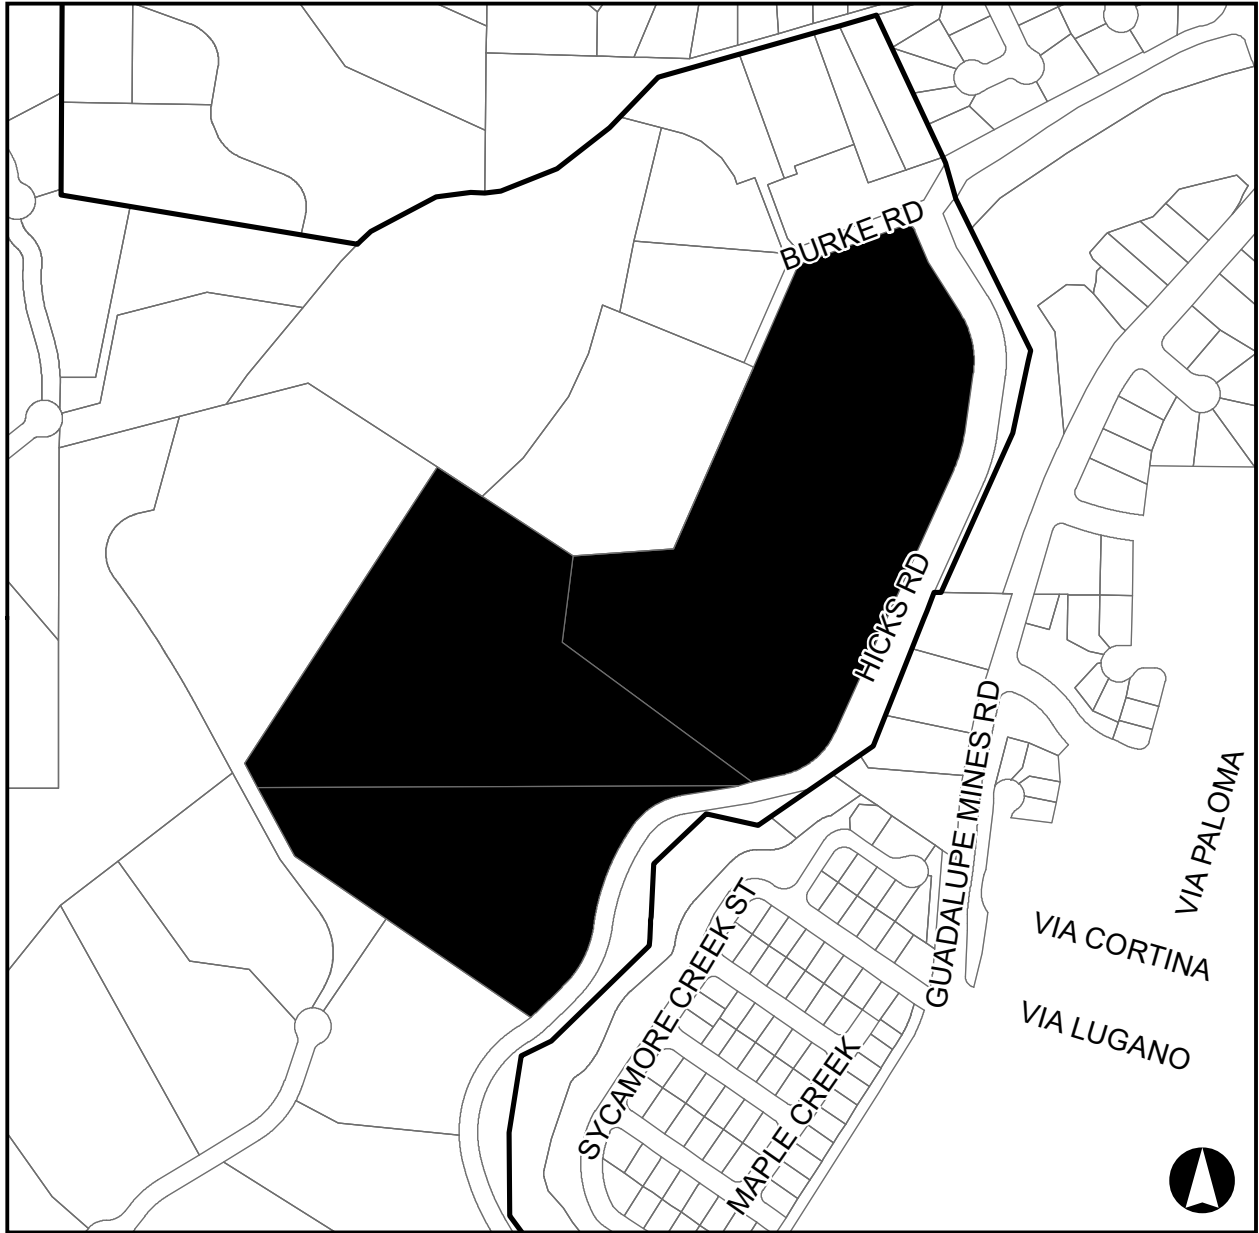 BURKE RD
HICKS RD
GUADALUPE MINES RD
VIA PALOMA
VIA CORTINA
VIA LUGANO
SYCAMORE CREEK ST
MAPLE CREEK